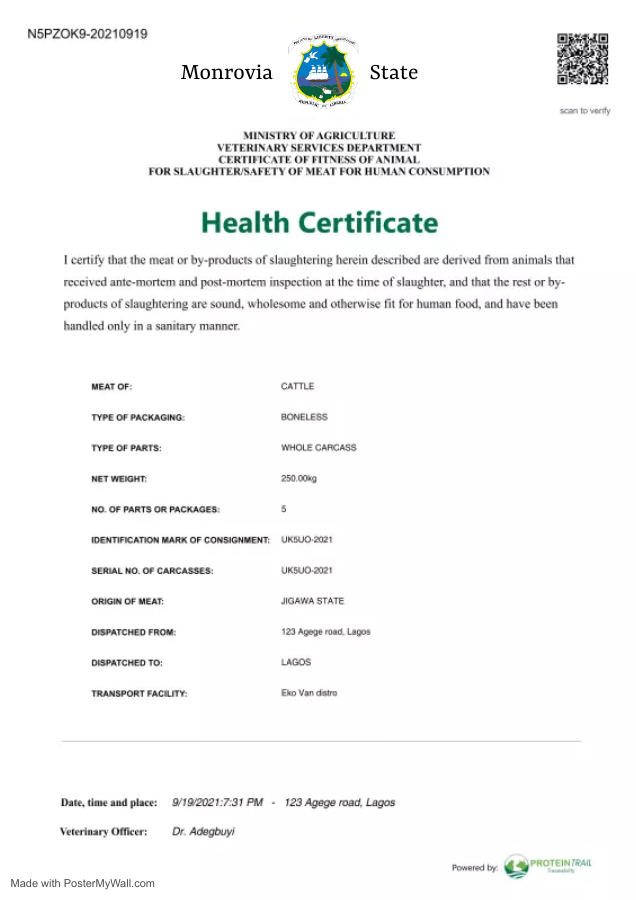 N5PZOK9-20210919
Monrovia State
REPUBLIC OF LIBERIA
scan to verify
MINISTRY OF AGRICULTURE
VETERINARY SERVICES DEPARTMENT
CERTIFICATE OF FITNESS OF ANIMAL
FOR SLAUGHTER/SAFETY OF MEAT FOR HUMAN CONSUMPTION
Health Certificate
I certify that the meat or by-products of slaughtering herein described are derived from animals that
received ante-mortem and post-mortem inspection at the time of slaughter, and that the rest or by-
products of slaughtering are sound, wholesome and otherwise fit for human food, and have been
handled only in a sanitary manner.
MEAT OF: CATTLE
TYPE OF PACKAGING: BONELESS
TYPE OF PARTS: WHOLE CARCASS
NET WEIGHT: 250.00kg
NO. OF PARTS OR PACKAGES: 5
IDENTIFICATION MARK OF CONSIGNMENT: UK5UO-2021
SERIAL NO. OF CARCASSES: UK5UO-2021
ORIGIN OF MEAT: JIGAWA STATE
DISPATCHED FROM: 123 Agege road, Lagos
DISPATCHED TO: LAGOS
TRANSPORT FACILITY: Eko Van distro
Date, time and place: 9/19/2021:7:31 PM - 123 Agege road, Lagos
Veterinary Officer: Dr. Adegbuyi
Powered by: PROTEINTRAIL
Traceability
Made with PosterMyWall.com